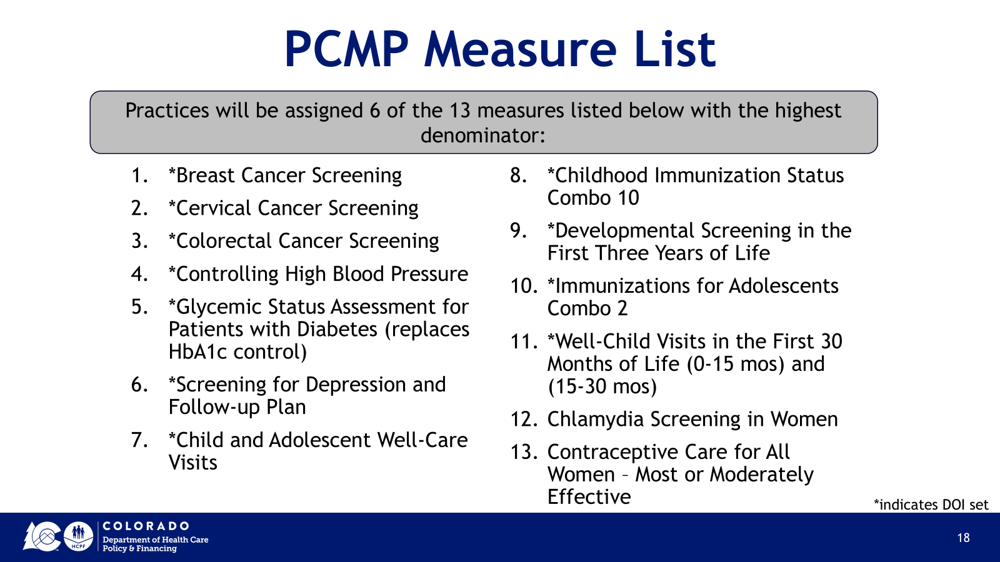 PCMP Measure List
Practices will be assigned 6 of the 13 measures listed below with the highest
denominator:
1. *Breast Cancer Screening
2. *Cervical Cancer Screening
3. *Colorectal Cancer Screening
4. *Controlling High Blood Pressure
5. *Glycemic Status Assessment for
Patients with Diabetes (replaces
HbA1c control)
6. *Screening for Depression and
Follow-up Plan
7. *Child and Adolescent Well-Care
Visits
8. *Childhood Immunization Status
Combo 10
9. *Developmental Screening in the
First Three Years of Life
10. *Immunizations for Adolescents
Combo 2
11. *Well-Child Visits in the First 30
Months of Life (0-15 mos) and
(15-30 mos)
12. Chlamydia Screening in Women
13. Contraceptive Care for All
Women – Most or Moderately
Effective
*indicates DOI set
HCPF
COLORADO
Department of Health Care
Policy & Financing
18